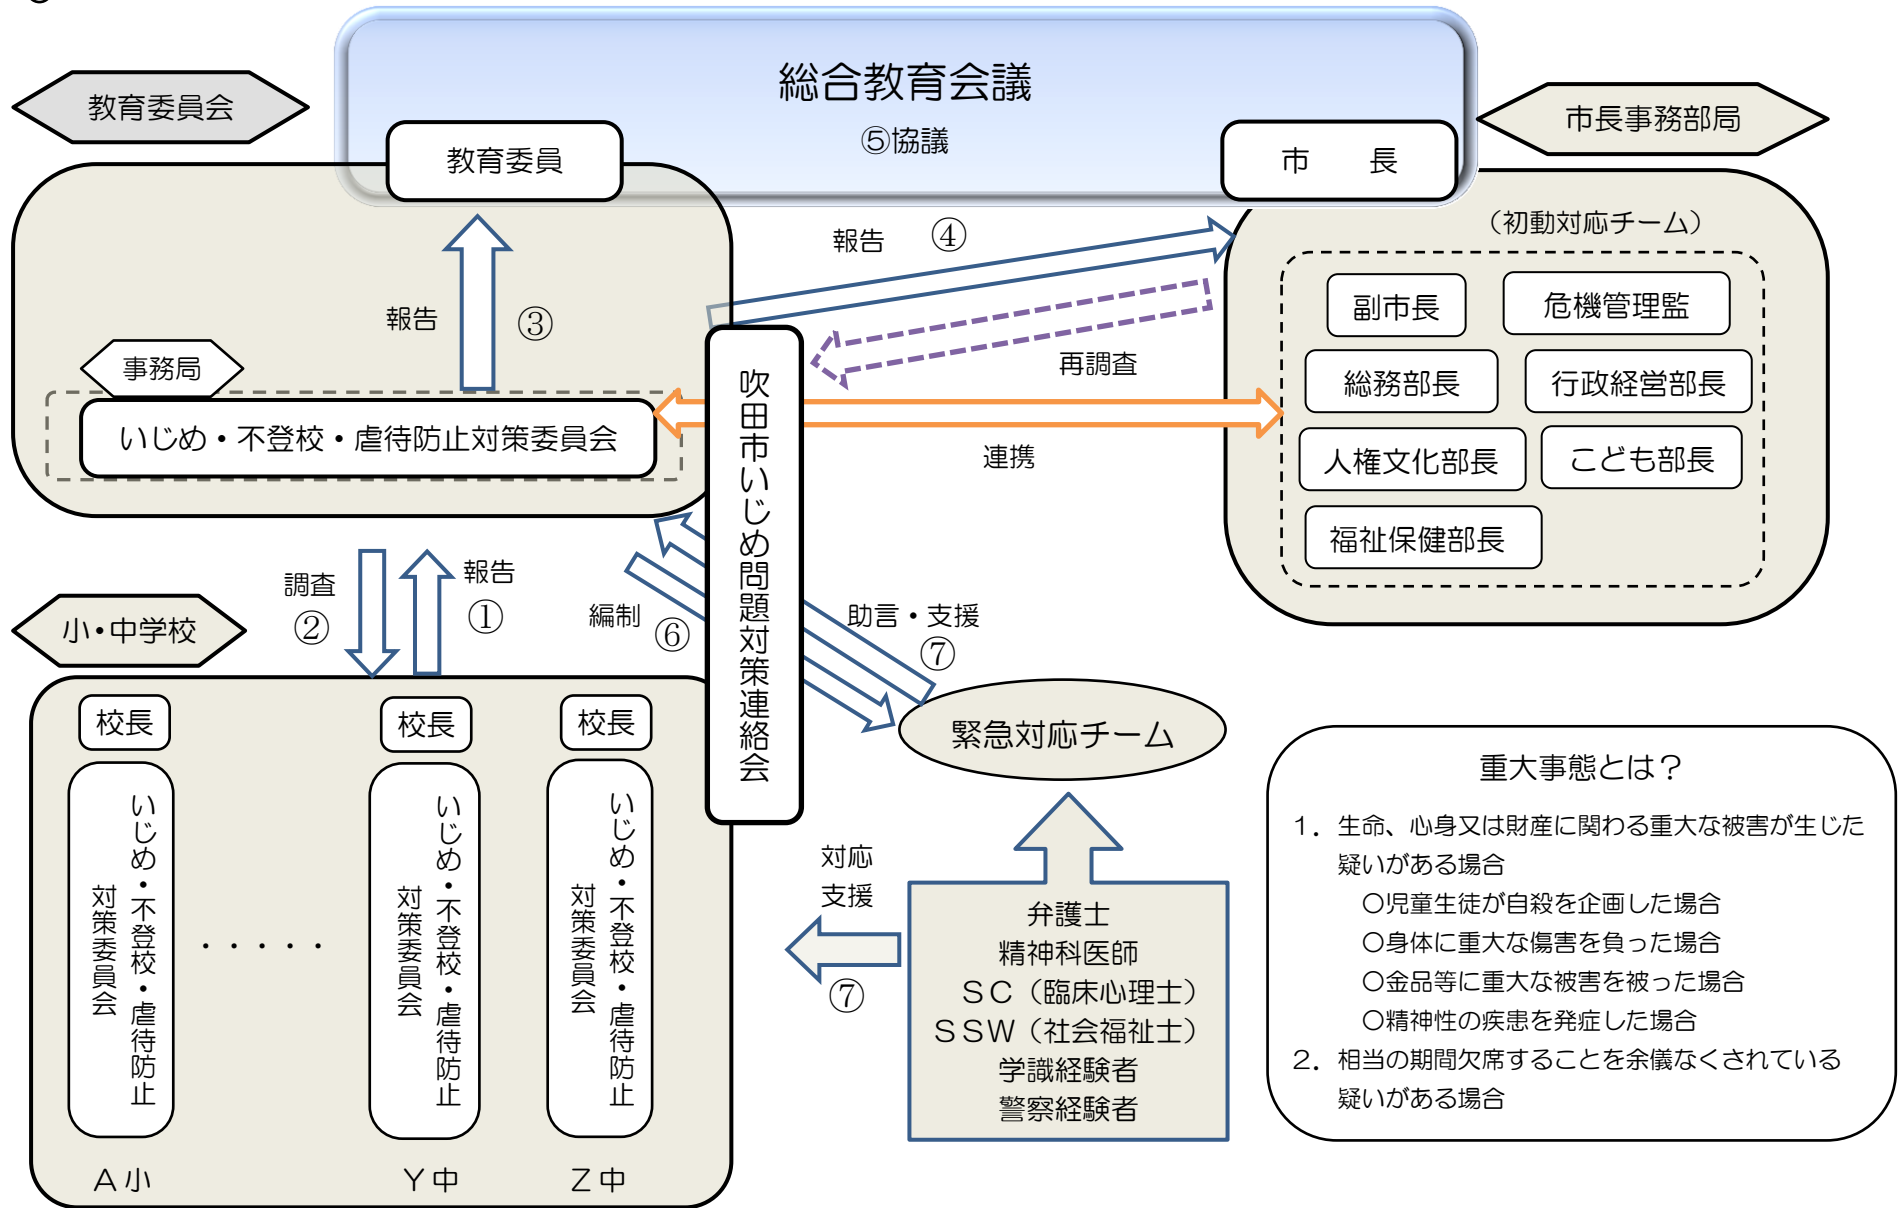 総合教育会議
⑤協議
教育委員会
教育委員
市　　長
市長事務部局
報告
③
事務局
いじめ・不登校・虐待防止対策委員会
報告 ④
再調査
連携
吹田市いじめ問題対策連絡会
（初動対応チーム）
副市長
危機管理監
総務部長
行政経営部長
人権文化部長
こども部長
福祉保健部長
調査
②
報告
①
編制
⑥
助言・支援
⑦
緊急対応チーム
小・中学校
校長
校長
校長
いじめ・不登校・虐待防止
対策委員会
・・・・・
いじめ・不登校・虐待防止
対策委員会
いじめ・不登校・虐待防止
対策委員会
A小
Y中
Z中
対応
支援
⑦
弁護士
精神科医師
SC（臨床心理士）
SSW（社会福祉士）
学識経験者
警察経験者
重大事態とは？
1．生命、心身又は財産に関わる重大な被害が生じた
疑いがある場合
○児童生徒が自殺を企画した場合
○身体に重大な傷害を負った場合
○金品等に重大な被害を被った場合
○精神性の疾患を発症した場合
2．相当の期間欠席することを余儀なくされている
疑いがある場合